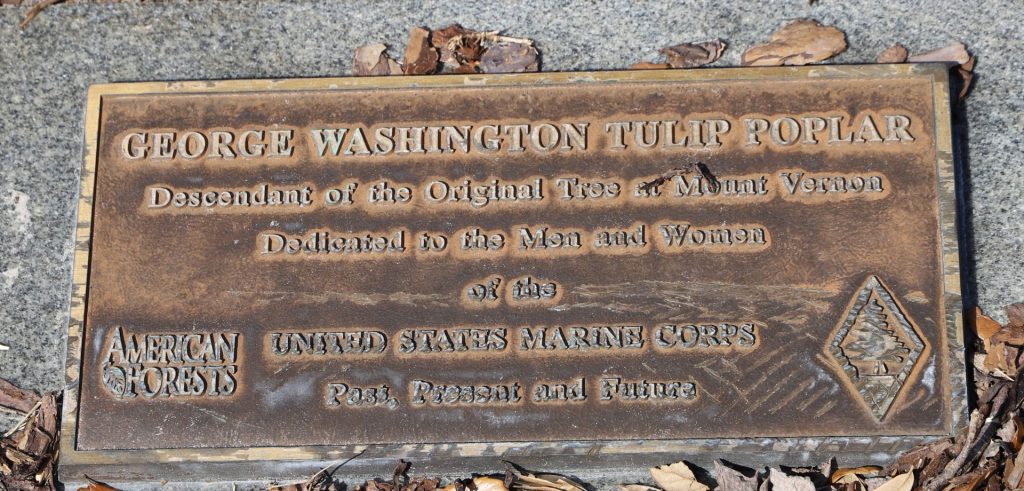 GEORGE WASHINGTON TULIP POPLAR
Descendant of the Original Tree at Mount Vernon
Dedicated to the Men and Women
of the
UNITED STATES MARINE CORPS
Past, Present and Future
AMERICAN
FORESTS